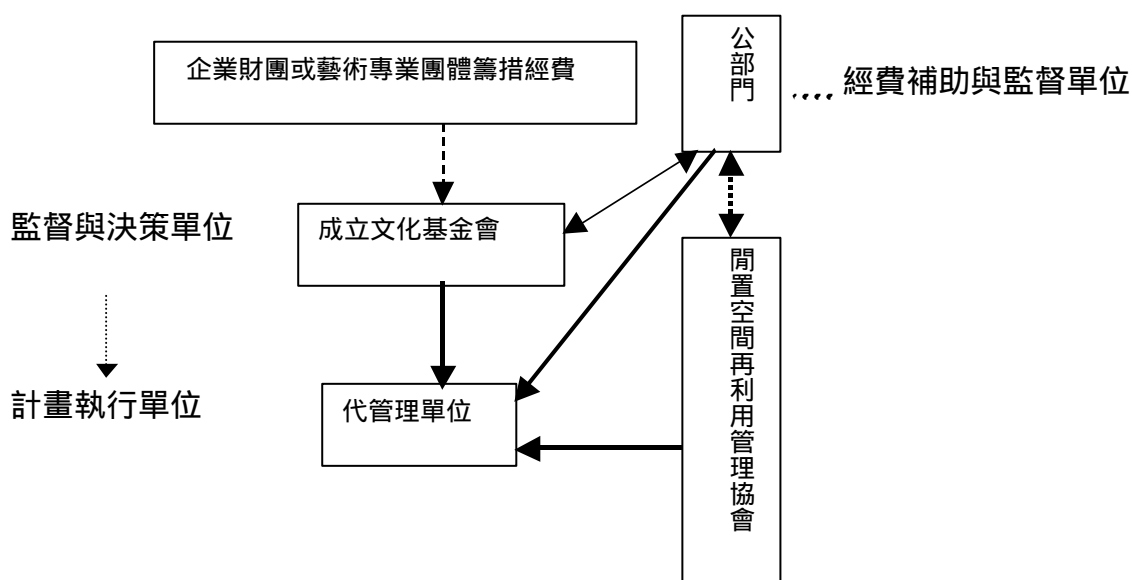 企業財團或藝術專業團體籌措經費
公部門
.... 經費補助與監督單位
監督與決策單位
成立文化基金會
閒置空間再利用管理協會
計畫執行單位
代管理單位